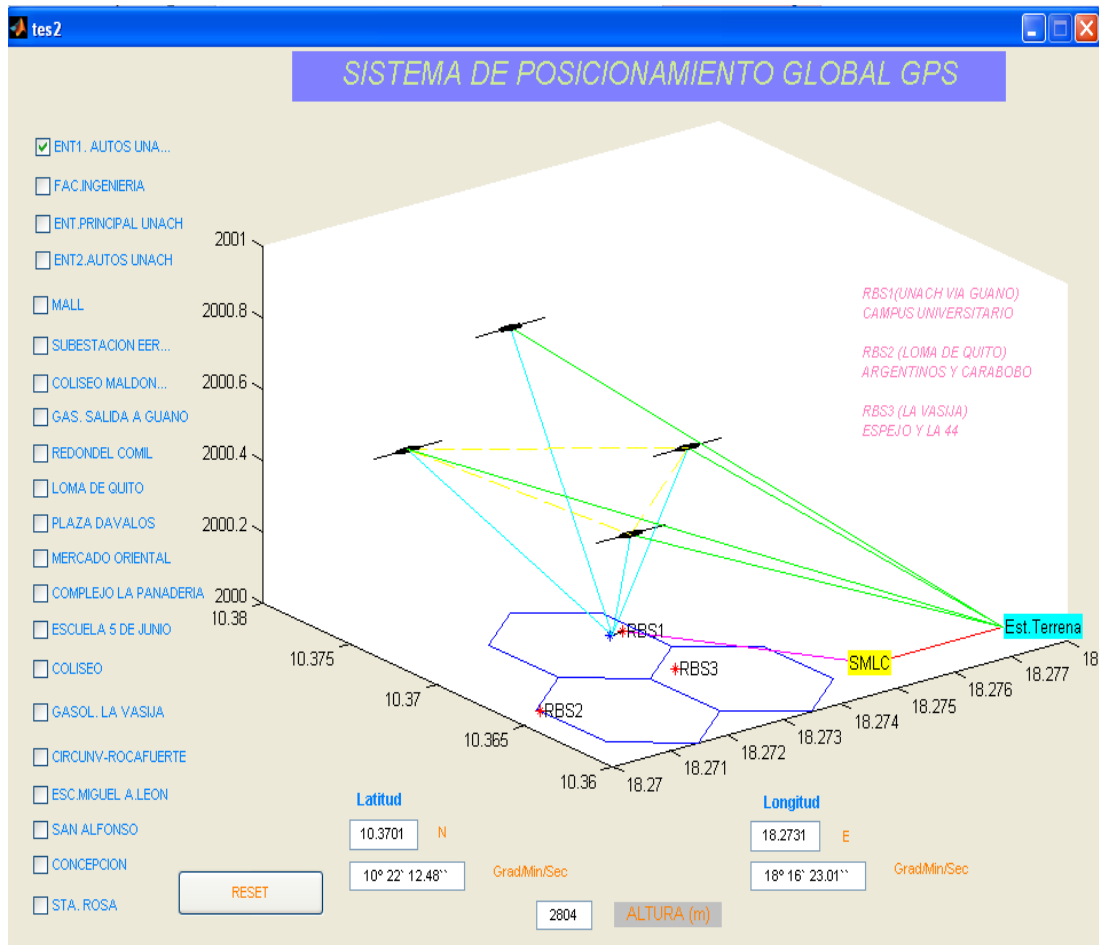 tes2
SISTEMA DE POSICIONAMIENTO GLOBAL GPS
ENT1. AUTOS UNA...
FAC.INGENIERIA
ENT.PRINCIPAL UNACH
ENT2.AUTOS UNACH
MALL
SUBESTACION EER...
COLISEO MALDON...
GAS. SALIDA A GUANO
REDONDEL COMIL
LOMA DE QUITO
PLAZA DAVALOS
MERCADO ORIENTAL
COMPLEJO LA PANADERIA
ESCUELA 5 DE JUNIO
COLISEO
GASOL. LA VASIJA
CIRCUNV-ROCAFUERTE
ESC.MIGUEL A.LEON
SAN ALFONSO
CONCEPCION
STA. ROSA
RESET
2001
2000.8
2000.6
2000.4
2000.2
2000
10.38
10.375
10.37
10.365
10.36
18.27
18.271
18.272
18.273
18.274
18.275
18.276
18.277
18
RBS1(UNACH VIA GUANO)
CAMPUS UNIVERSITARIO
RBS2 (LOMA DE QUITO)
ARGENTINOS Y CARABOBO
RBS3 (LA VASIJA)
ESPEJO Y LA 44
RBS1
RBS3
RBS2
SMLC
Est.Terrena
Latitud
10.3701 N
10º 22` 12.48`` Grad/Min/Sec
Longitud
18.2731 E
18º 16` 23.01`` Grad/Min/Sec
2804 ALTURA (m)